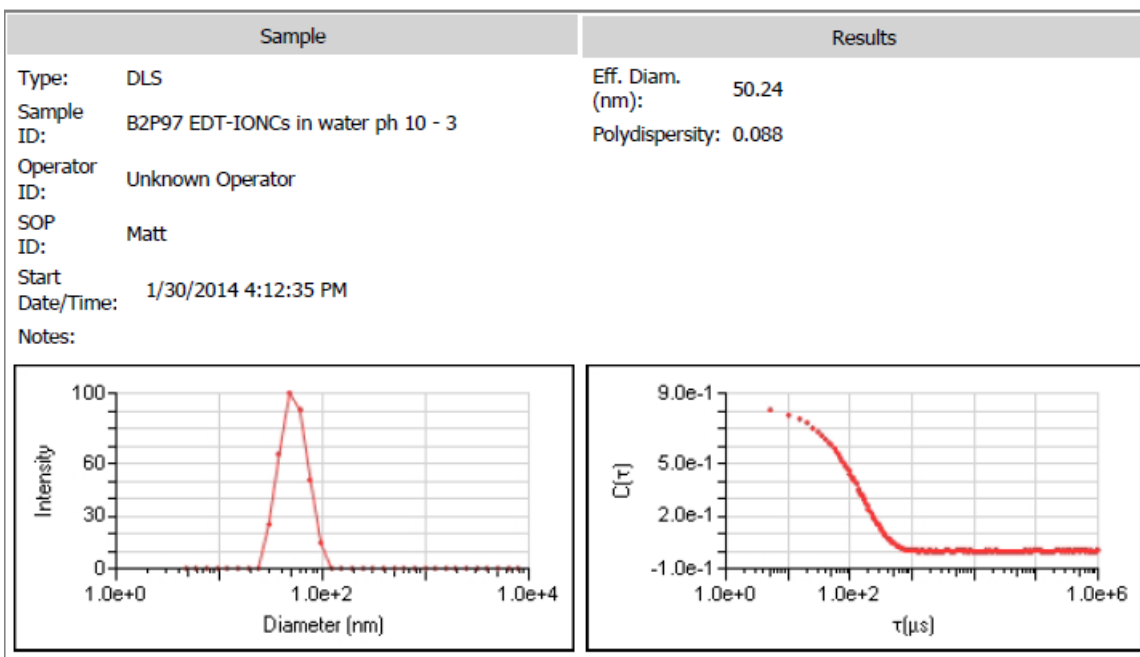 Sample
Results
Type: DLS
Sample ID: B2P97 EDT-IONCs in water ph 10 - 3
Operator ID: Unknown Operator
SOP ID: Matt
Start Date/Time: 1/30/2014 4:12:35 PM
Notes:
Eff. Diam. (nm): 50.24
Polydispersity: 0.088
100
60
30
0
Intensity
1.0e+0 1.0e+2 1.0e+4
Diameter (nm)
9.0e-1
5.0e-1
2.0e-1
-1.0e-1
C(τ)
1.0e+0 1.0e+2 1.0e+6
τ(µs)